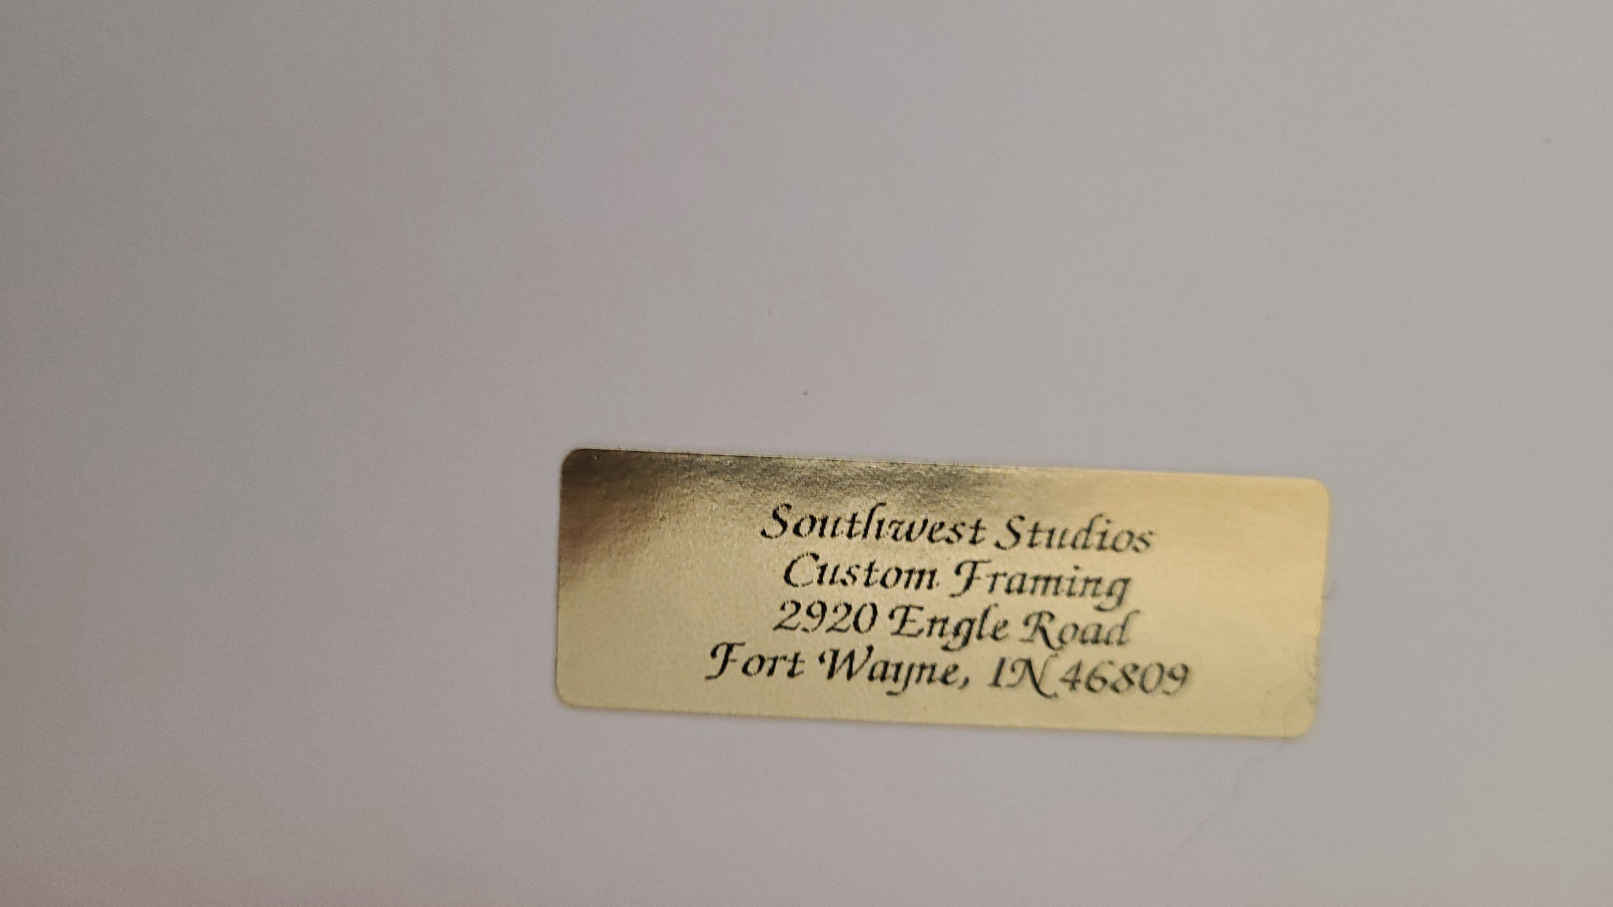 Southwest Studios
Custom Framing
2920 Engle Road
Fort Wayne, IN 46809